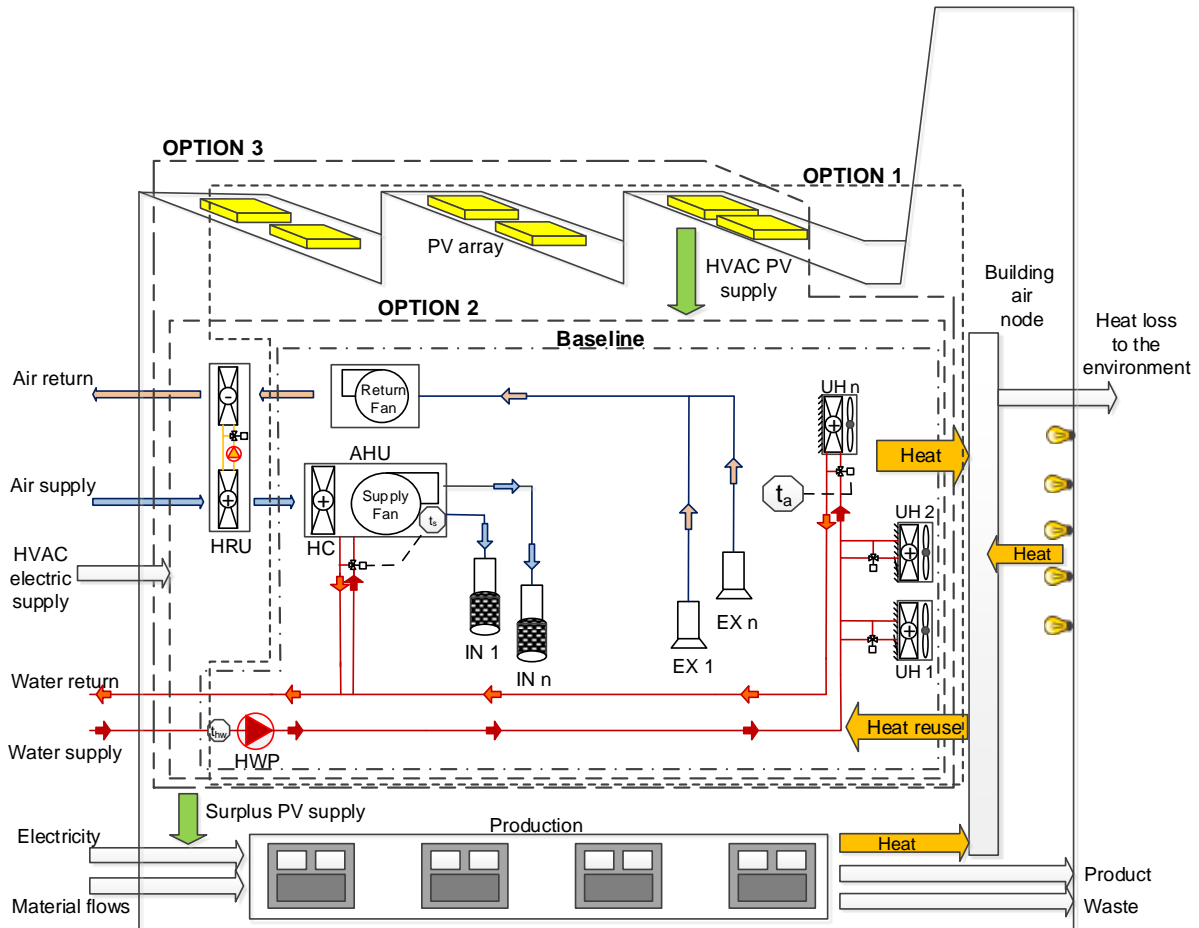 OPTION 3
OPTION 1
PV array
HVAC PV
supply
Building
air
node
OPTION 2
Baseline
Heat loss
to the
environment
Air return
Return
Fan
UH n
Heat
AHU
Air supply
Supply
Fan
ts
ta
HRU
HC
UH 2
HVAC
electric
supply
Heat
IN 1
EX n
EX 1
IN n
UH 1
Water return
thw
Heat reuse
Water supply
HWP
Surplus PV supply
Electricity
Production
Heat
Product
Material flows
Waste